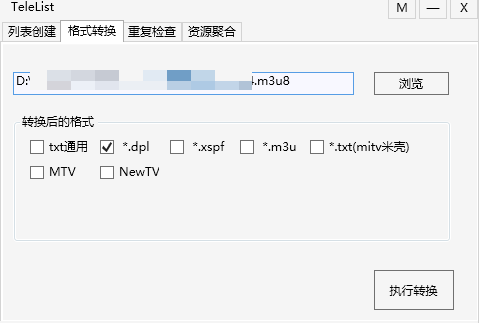 TeleList M — X
列表创建 格式转换 重复检查 资源聚合
D:\ 4.m3u8 浏览
转换后的格式
txt通用 *.dpl *.xspf *.m3u *.txt(mitv米壳)
MTV NewTV
执行转换